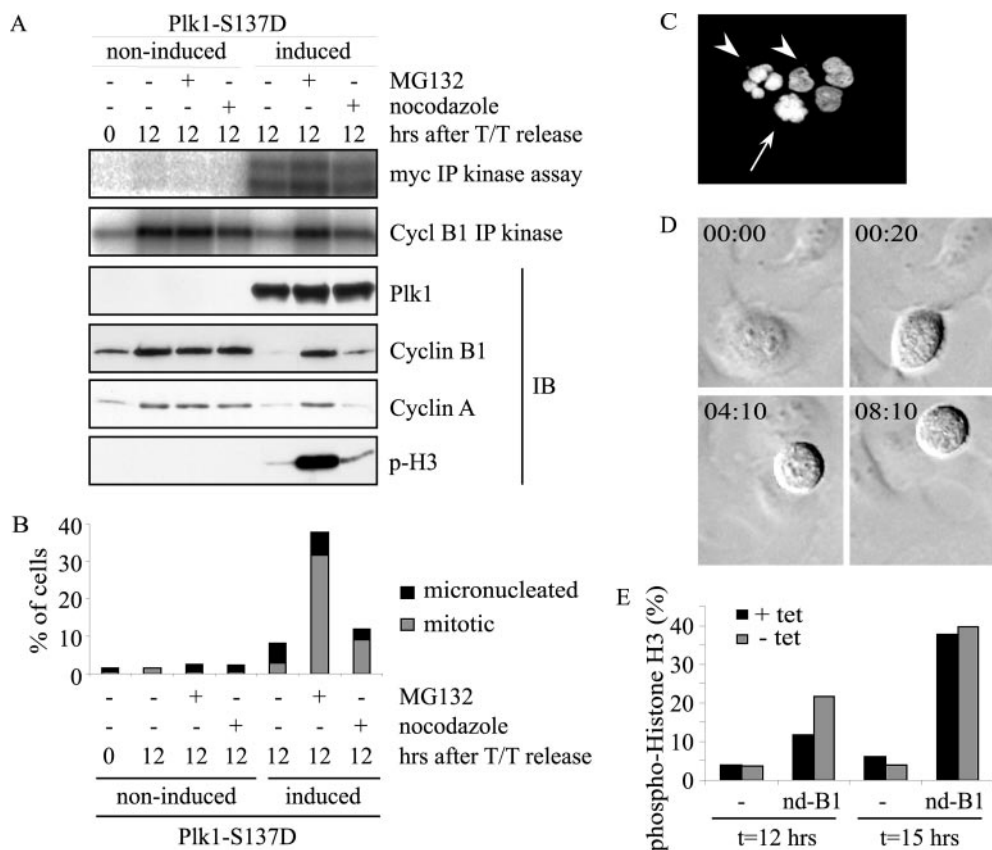 A
Plk1-S137D
non-induced induced
- - + - - + - MG132
- - - + - - + nocodazole
0 12 12 12 12 12 12 hrs after T/T release
myc IP kinase assay
Cycl B1 IP kinase
Plk1
Cyclin B1
Cyclin A
p-H3
IB
B
% of cells
40
30
20
10
0
micronucleated
mitotic
- - + - - + - MG132
- - - + - - + nocodazole
0 12 12 12 12 12 12 hrs after T/T release
non-induced induced
Plk1-S137D
C
D
00:00 00:20
04:10 08:10
E
phospho-Histone H3 (%)
40
30
20
10
0
+ tet
- tet
- nd-B1 - nd-B1
t=12 hrs t=15 hrs